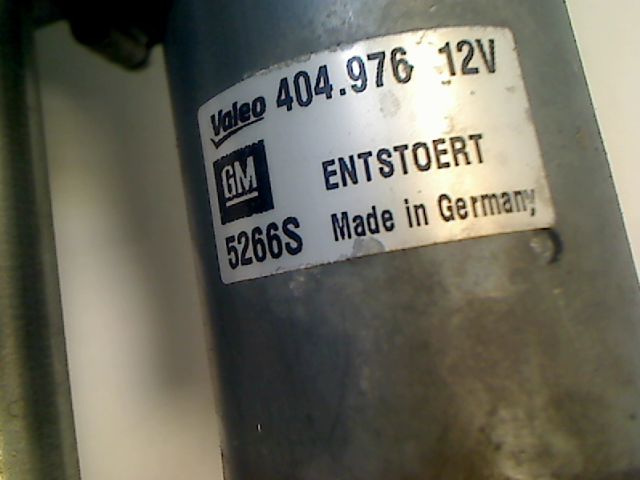 Valeo 404.976 12V
GM ENTSTOERT
5266S Made in Germany